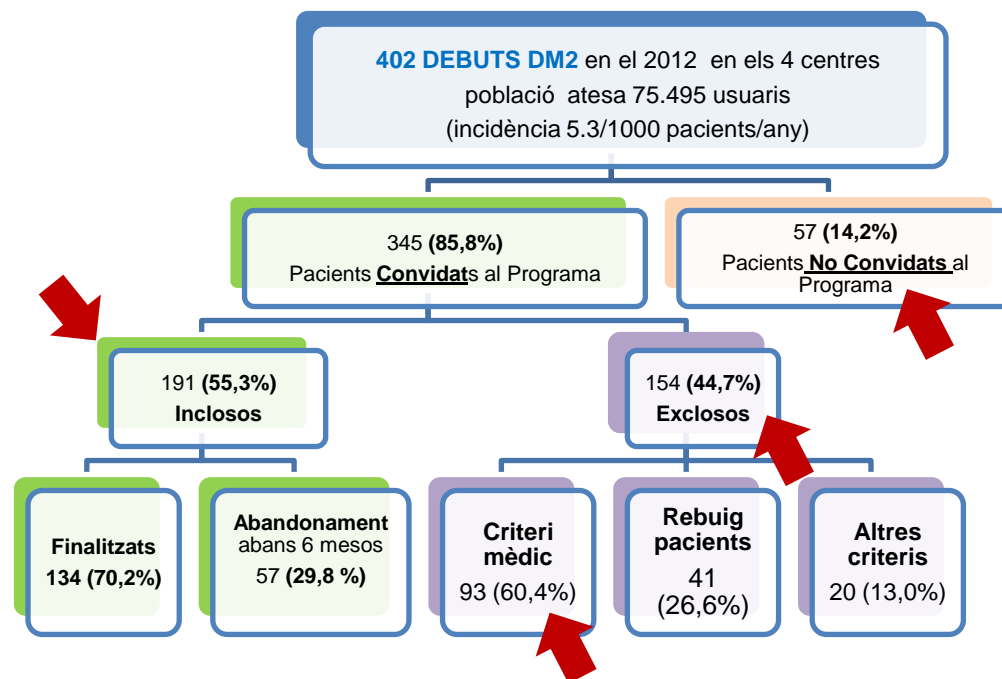 402 DEBUTS DM2 en el 2012 en els 4 centres
població atesa 75.495 usuaris
(incidència 5.3/1000 pacients/any)
345 (85,8%)
Pacients Convidats al Programa
57 (14,2%)
Pacients No Convidats al
Programa
191 (55,3%)
Inclosos
154 (44,7%)
Exclosos
Finalitzats
134 (70,2%)
Abandonament
abans 6 mesos
57 (29,8 %)
Criteri
mèdic
93 (60,4%)
Rebuig
pacients
41
(26,6%)
Altres
criteris
20 (13,0%)